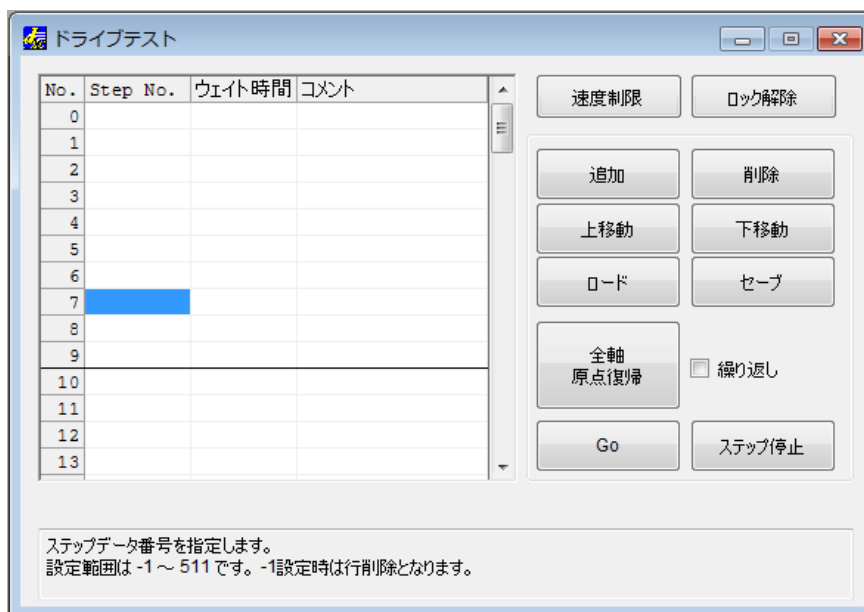 ドライブテスト
No. Step No. ウェイト時間 コメント
0
1
2
3
4
5
6
7
8
9
10
11
12
13
速度制限 ロック解除
追加 削除
上移動 下移動
ロード セーブ
全軸
原点復帰
繰り返し
Go ステップ停止
ステップデータ番号を指定します。
設定範囲は -1 ～ 511 です。-1設定時は行削除となります。